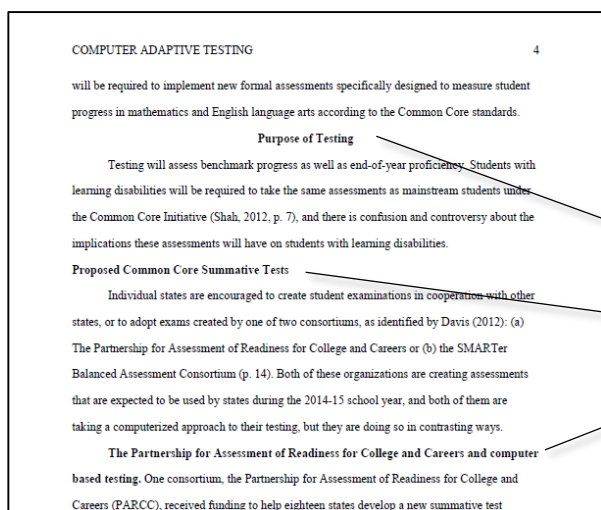 COMPUTER ADAPTIVE TESTING 4
will be required to implement new formal assessments specifically designed to measure student
progress in mathematics and English language arts according to the Common Core standards.
Purpose of Testing
Testing will assess benchmark progress as well as end-of-year proficiency. Students with
learning disabilities will be required to take the same assessments as mainstream students under
the Common Core Initiative (Shah, 2012, p. 7), and there is confusion and controversy about the
implications these assessments will have on students with learning disabilities.
Proposed Common Core Summative Tests
Individual states are encouraged to create student examinations in cooperation with other
states, or to adopt exams created by one of two consortiums, as identified by Davis (2012): (a)
The Partnership for Assessment of Readiness for College and Careers or (b) the SMARTer
Balanced Assessment Consortium (p. 14). Both of these organizations are creating assessments
that are expected to be used by states during the 2014-15 school year, and both of them are
taking a computerized approach to their testing, but they are doing so in contrasting ways.
The Partnership for Assessment of Readiness for College and Careers and computer
based testing. One consortium, the Partnership for Assessment of Readiness for College and
Careers (PARCC), received funding to help eighteen states develop a new summative test